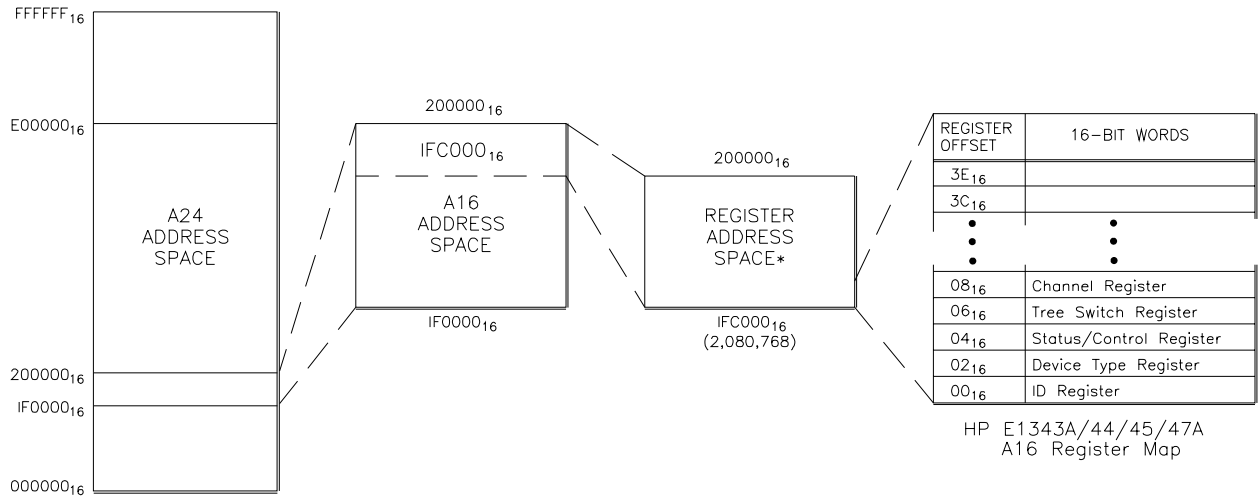 FFFFFF16
E0000016
A24
ADDRESS
SPACE
20000016
IF000016
00000016
20000016
IFC00016
A16
ADDRESS
SPACE
IF000016
20000016
REGISTER
ADDRESS
SPACE*
IFC00016
(2,080,768)
REGISTER
OFFSET
16-BIT WORDS
3E16
3C16
0816 Channel Register
0616 Tree Switch Register
0416 Status/Control Register
0216 Device Type Register
0016 ID Register
HP E1343A/44/45/47A
A16 Register Map